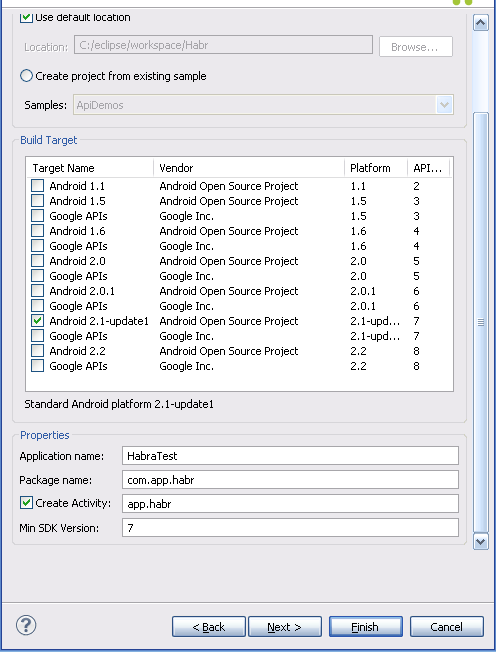 Use default location
Location: C:/eclipse/workspace/Habr Browse...
Create project from existing sample
Samples: ApiDemos
Build Target
Target Name Vendor Platform API...
Android 1.1 Android Open Source Project 1.1 2
Android 1.5 Android Open Source Project 1.5 3
Google APIs Google Inc. 1.5 3
Android 1.6 Android Open Source Project 1.6 4
Google APIs Google Inc. 1.6 4
Android 2.0 Android Open Source Project 2.0 5
Google APIs Google Inc. 2.0 5
Android 2.0.1 Android Open Source Project 2.0.1 6
Google APIs Google Inc. 2.0.1 6
Android 2.1-update1 Android Open Source Project 2.1-upd... 7
Google APIs Google Inc. 2.1-upd... 7
Android 2.2 Android Open Source Project 2.2 8
Google APIs Google Inc. 2.2 8
Standard Android platform 2.1-update1
Properties
Application name: HabraTest
Package name: com.app.habr
Create Activity: app.habr
Min SDK Version: 7
? < Back Next > Finish Cancel